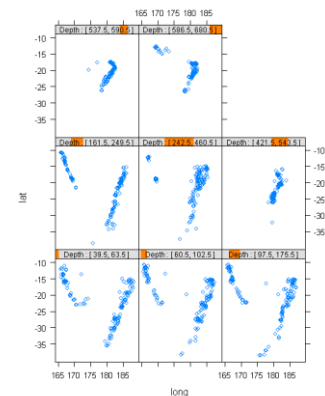 165 170 175 180 185
Depth : [ 537.5, 590.5 ] Depth : [ 586.5, 680.5 ]
-10
-15
-20
-25
-30
-35
Depth : [ 161.5, 249.5 ] Depth : [ 242.5, 460.5 ] Depth : [ 421.5, 543.5 ]
-10
-15
-20
-25
-30
-35
Depth : [ 39.5, 63.5 ] Depth : [ 60.5, 102.5 ] Depth : [ 97.5, 175.5 ]
-10
-15
-20
-25
-30
-35
165 170 175 180 185 165 170 175 180 185
long
lat